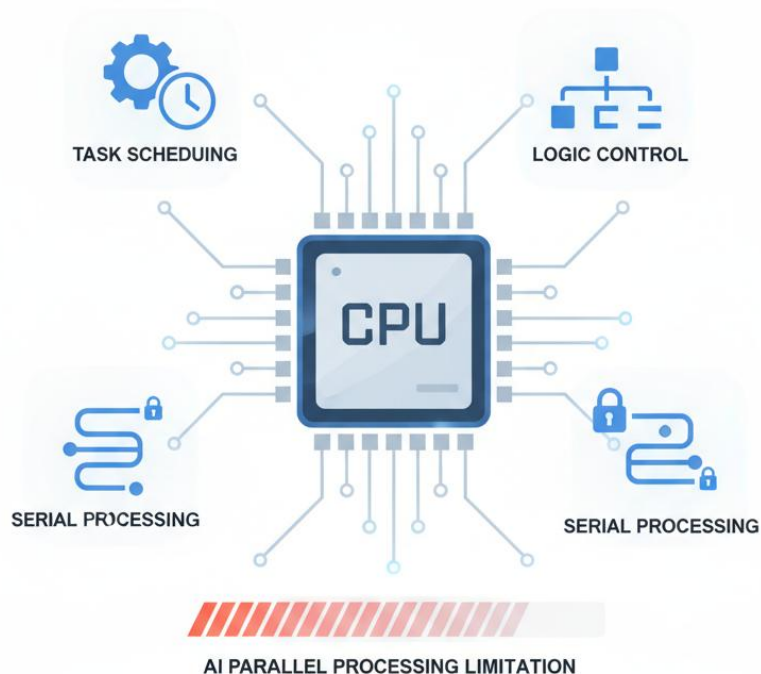 TASK SCHEDUING
LOGIC CONTROL
CPU
SERIAL PROCESSING
SERIAL PROCESSING
AI PARALLEL PROCESSING LIMITATION